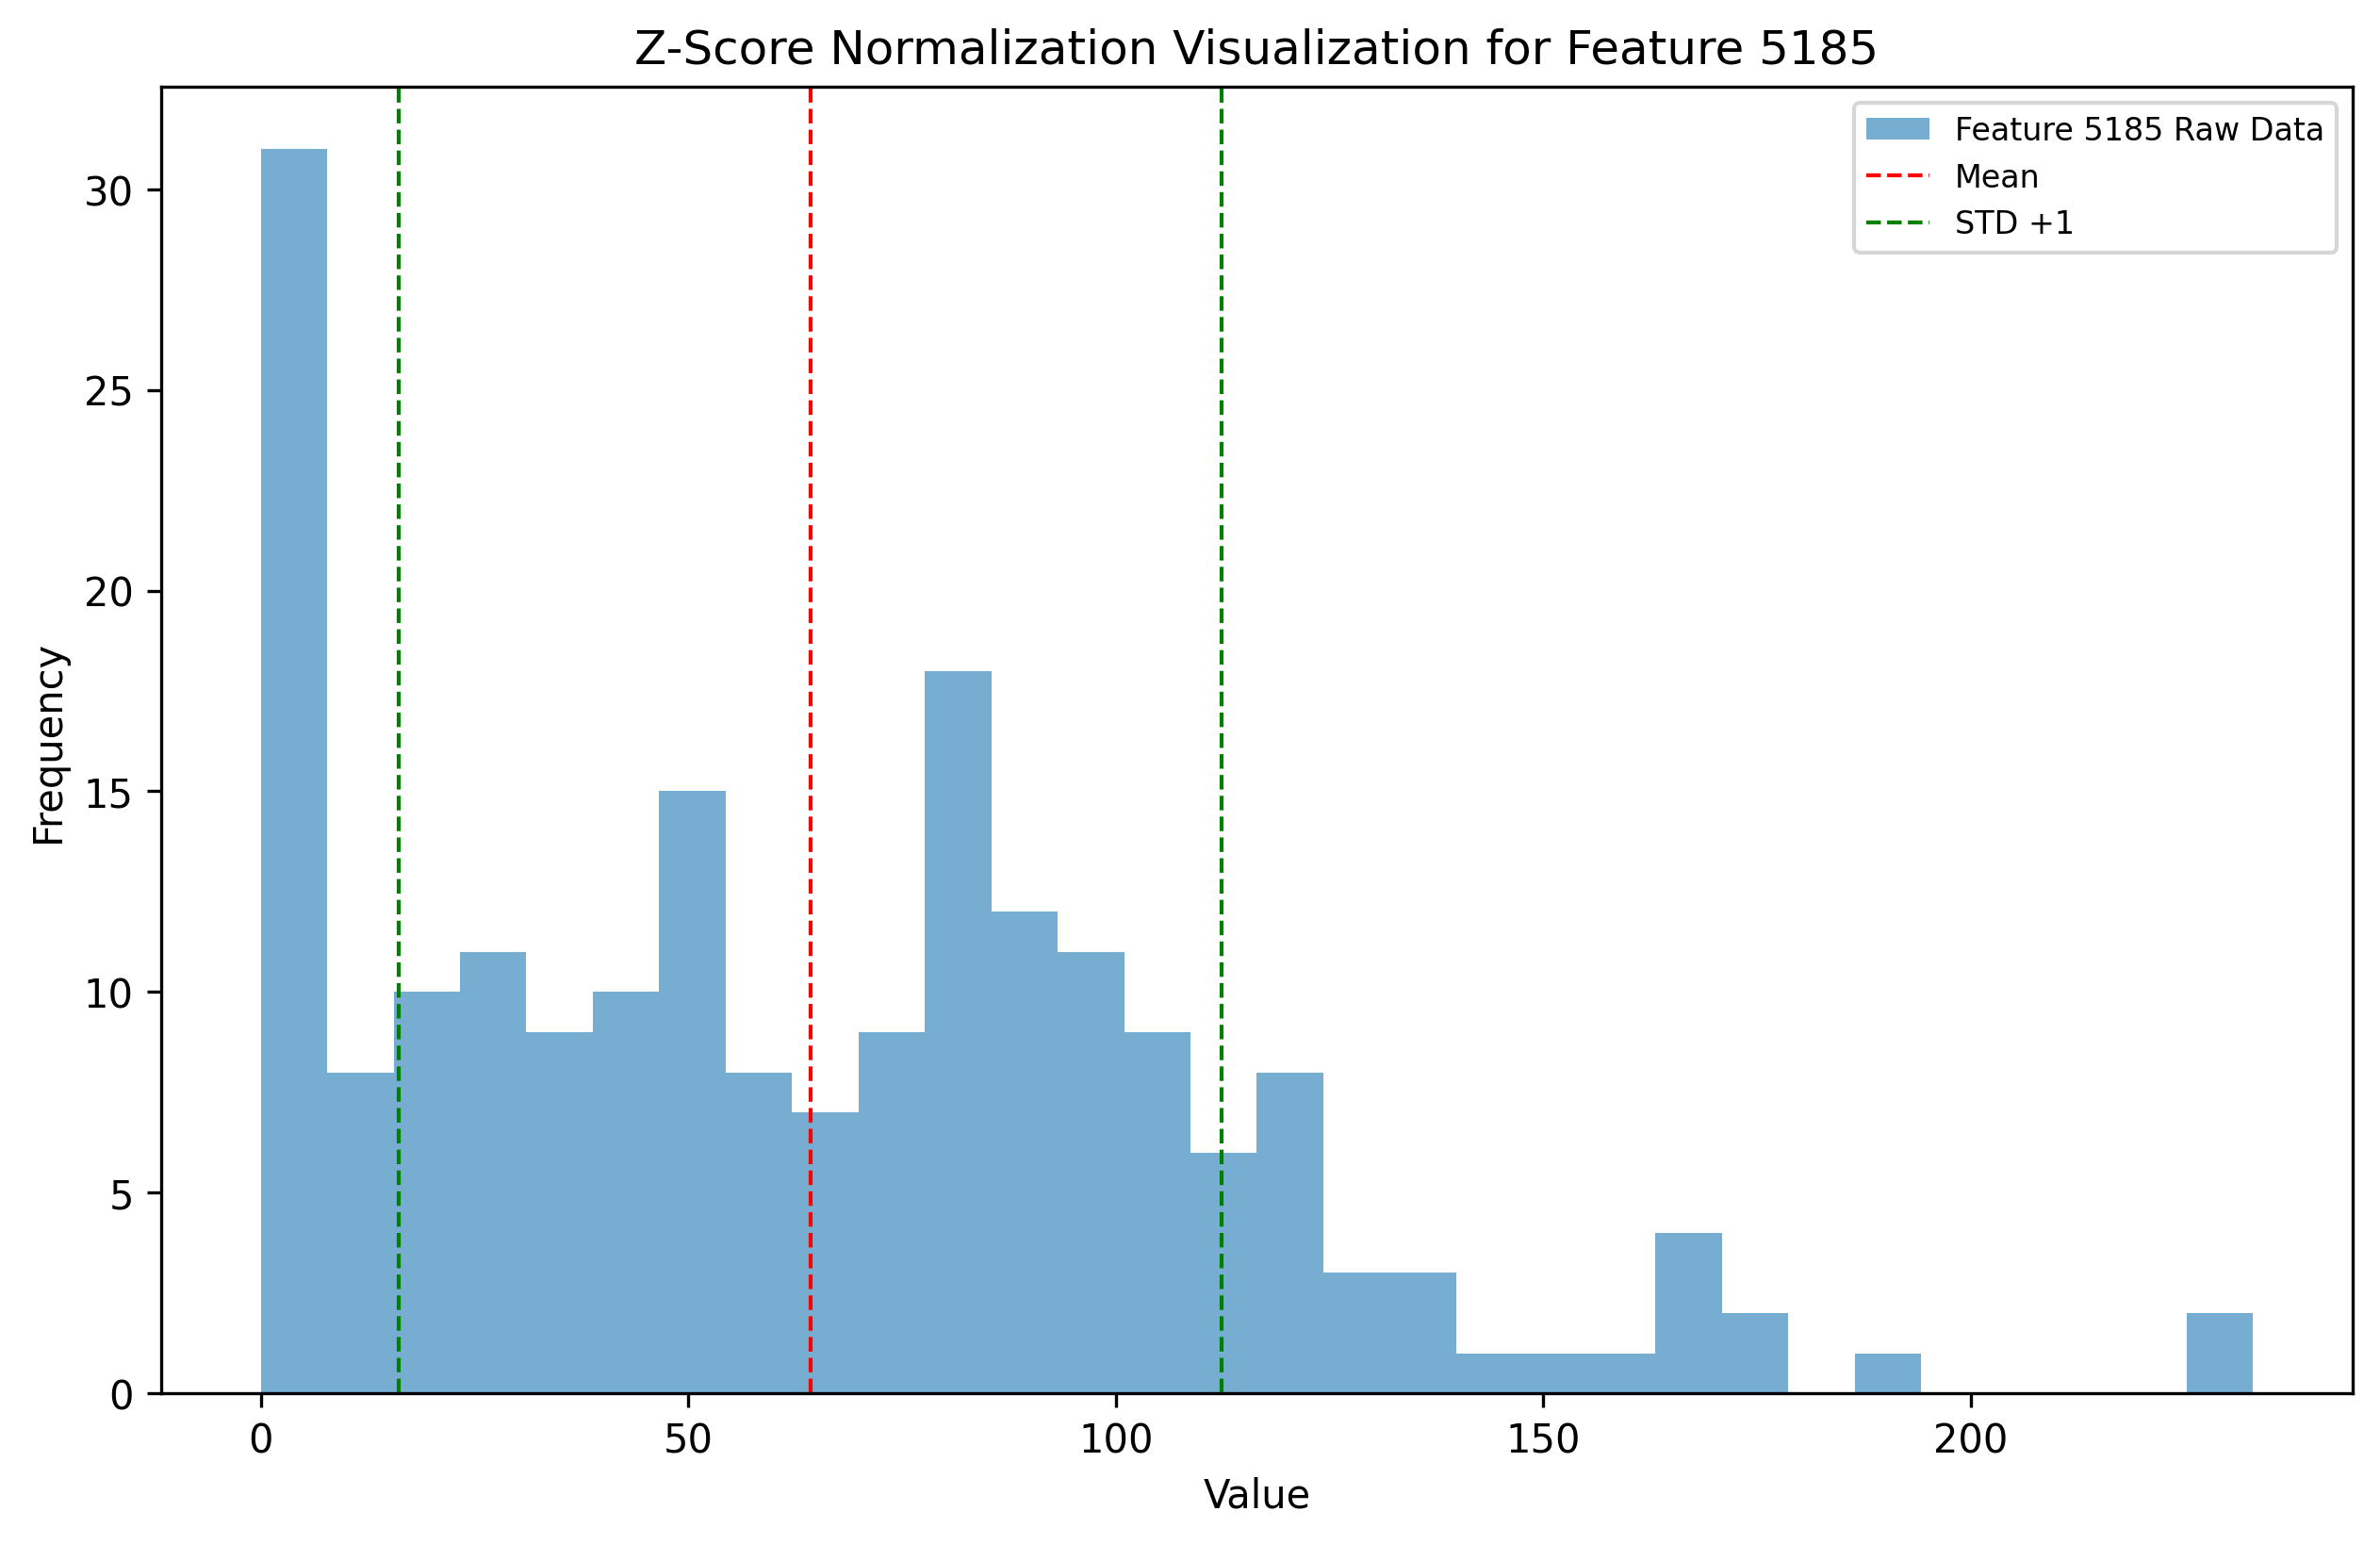 Z-Score Normalization Visualization for Feature 5185
Feature 5185 Raw Data
Mean
STD +1
30
25
20
15
10
5
0
Frequency
0 50 100 150 200
Value